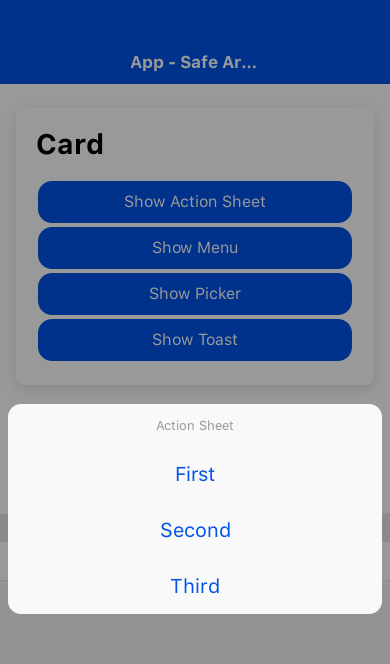 App - Safe Ar...
Card
Show Action Sheet
Show Menu
Show Picker
Show Toast
Action Sheet
First
Second
Third